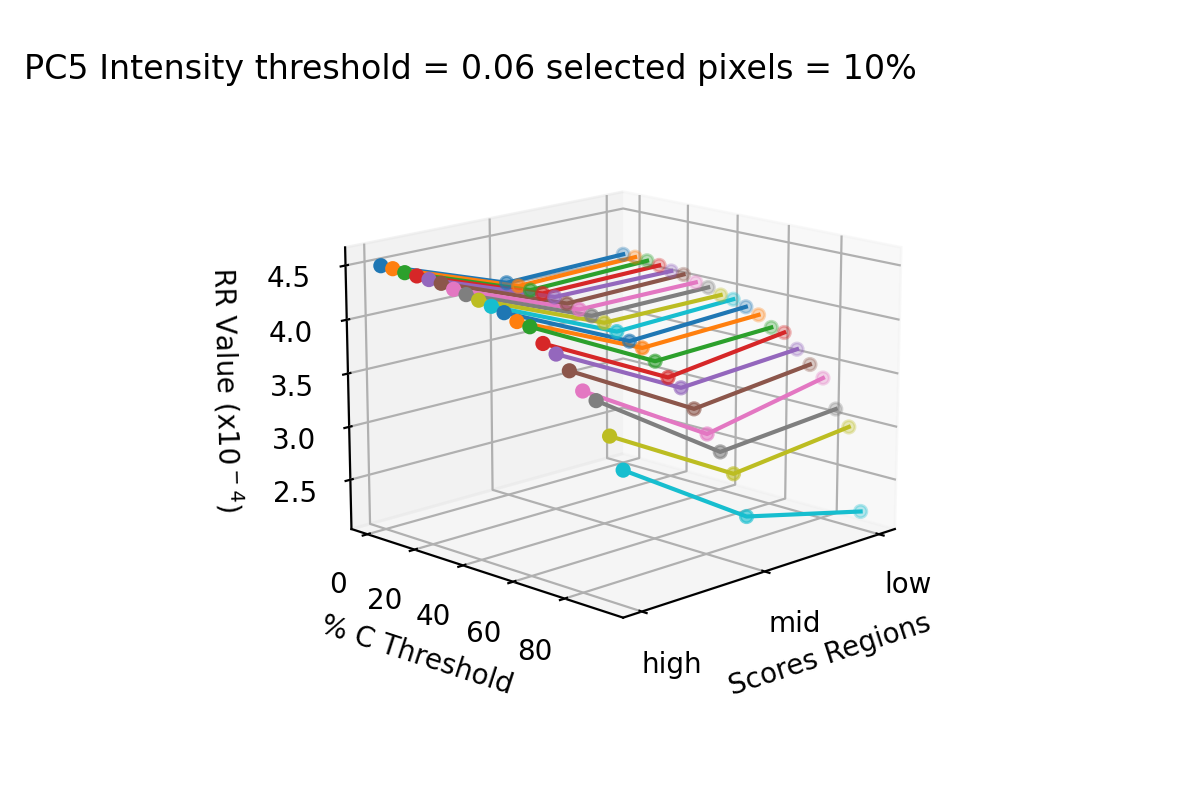 PC5 Intensity threshold = 0.06 selected pixels = 10%
RR Value (x10⁻⁴)
4.5
4.0
3.5
3.0
2.5
0
20
40
60
80
% C Threshold
high
mid
low
Scores Regions